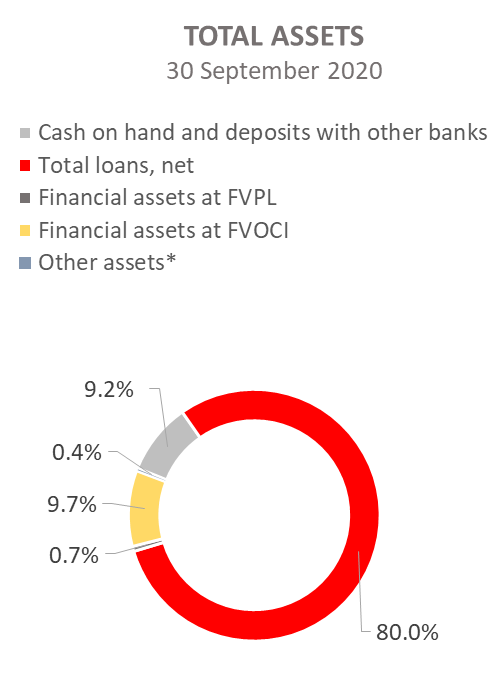 TOTAL ASSETS
30 September 2020
Cash on hand and deposits with other banks
Total loans, net
Financial assets at FVPL
Financial assets at FVOCI
Other assets*
9.2%
0.4%
9.7%
0.7%
80.0%